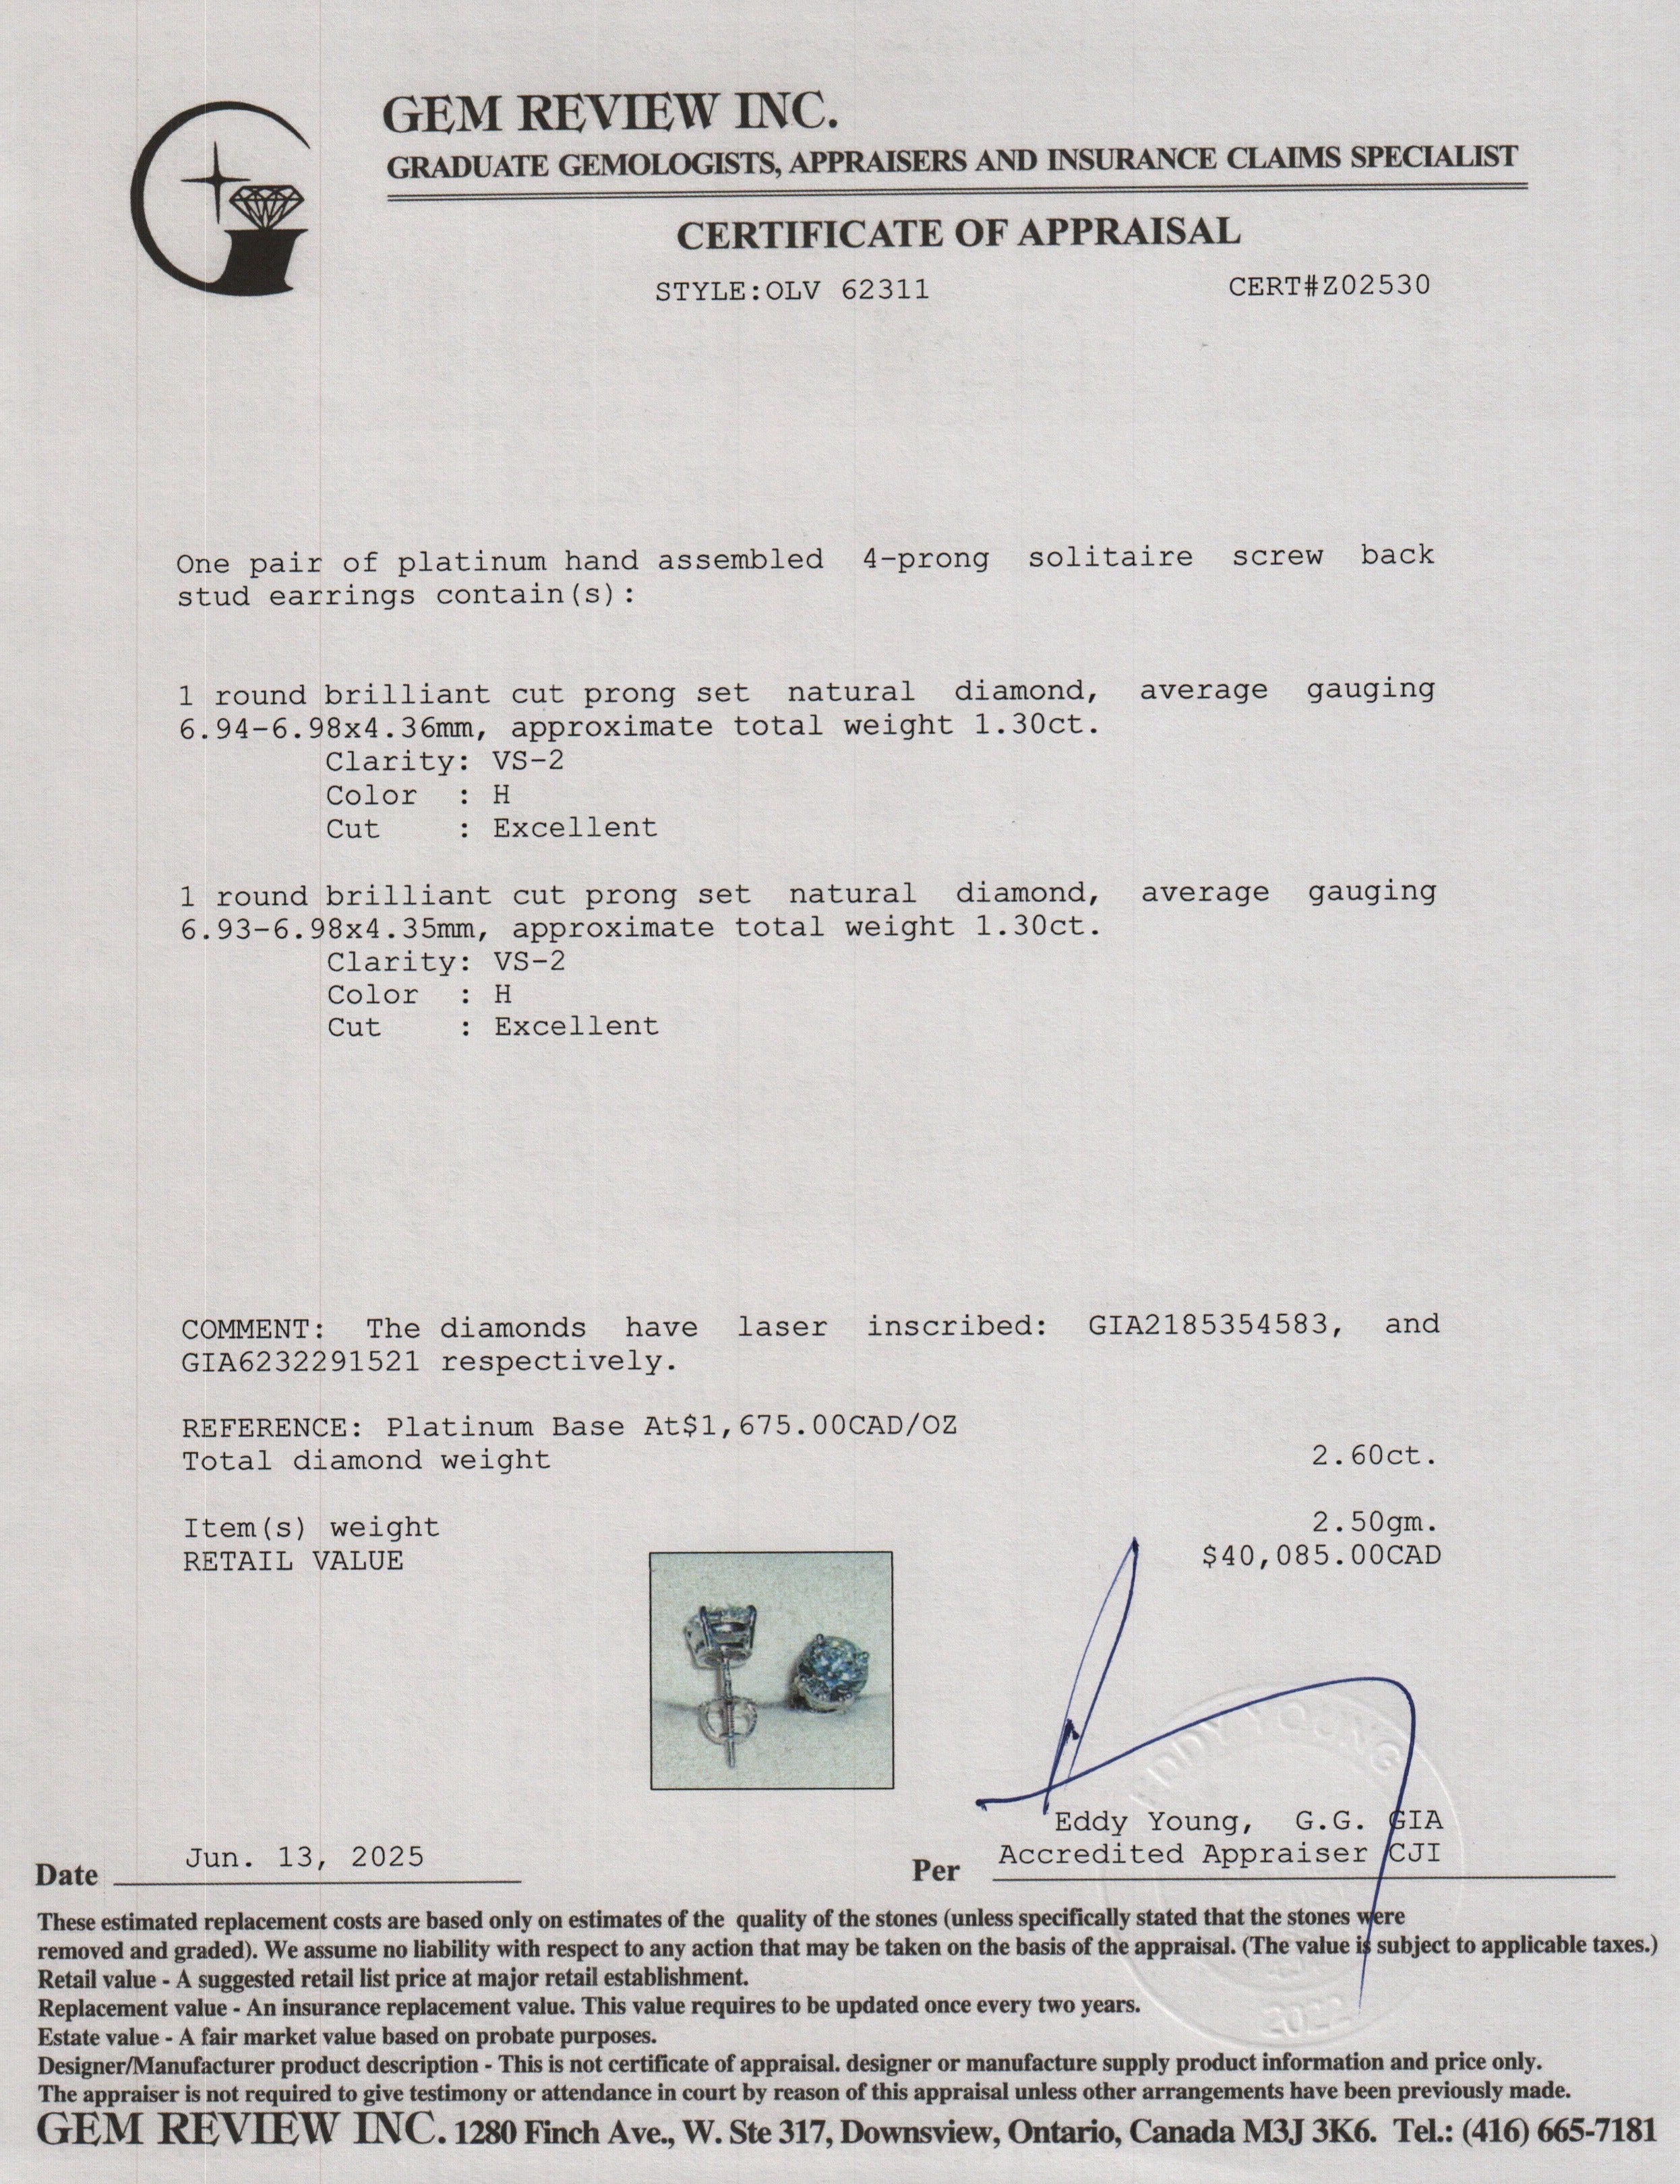 GEM REVIEW INC.
GRADUATE GEMOLOGISTS, APPRAISERS AND INSURANCE CLAIMS SPECIALIST
CERTIFICATE OF APPRAISAL
STYLE:OLV 62311 CERT#Z02530
One pair of platinum hand assembled 4-prong solitaire screw back
stud earrings contain(s):
1 round brilliant cut prong set natural diamond, average gauging
6.94-6.98x4.36mm, approximate total weight 1.30ct.
Clarity: VS-2
Color : H
Cut : Excellent
1 round brilliant cut prong set natural diamond, average gauging
6.93-6.98x4.35mm, approximate total weight 1.30ct.
Clarity: VS-2
Color : H
Cut : Excellent
COMMENT: The diamonds have laser inscribed: GIA2185354583, and
GIA6232291521 respectively.
REFERENCE: Platinum Base At$1,675.00CAD/OZ
Total diamond weight 2.60ct.
Item(s) weight 2.50gm.
RETAIL VALUE $40,085.00CAD
EDDY YOUNG
Eddy Young, G.G. GIA
Accredited Appraiser CJI
Date Jun. 13, 2025 Per
These estimated replacement costs are based only on estimates of the quality of the stones (unless specifically stated that the stones were
removed and graded). We assume no liability with respect to any action that may be taken on the basis of the appraisal. (The value is subject to applicable taxes.)
Retail value - A suggested retail list price at major retail establishment.
Replacement value - An insurance replacement value. This value requires to be updated once every two years.
Estate value - A fair market value based on probate purposes.
Designer/Manufacturer product description - This is not certificate of appraisal. designer or manufacture supply product information and price only.
The appraiser is not required to give testimony or attendance in court by reason of this appraisal unless other arrangements have been previously made.
GEM REVIEW INC. 1280 Finch Ave., W. Ste 317, Downsview, Ontario, Canada M3J 3K6. Tel.: (416) 665-7181